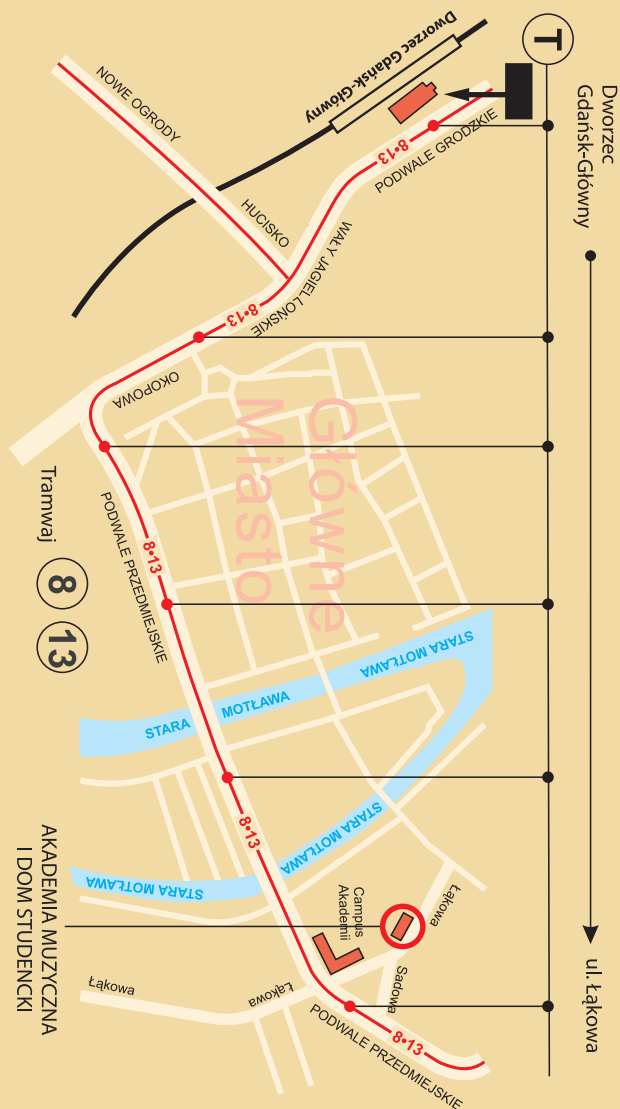 T
Dworzec
Gdańsk-Główny
ul. Łąkowa
Dworzec Gdańsk-Główny
8•13
PODWALE GRODZKIE
NOWE OGRODY
HUCISKO
WAŁY JAGIELLOŃSKIE
8•13
OKOPOWA
Główne
Miasto
PODWALE PRZEDMIEJSKIE
8•13
Tramwaj
8
13
STARA MOTŁAWA
STARA MOTŁAWA
8•13
STARA MOTŁAWA
STARA MOTŁAWA
Campus
Akademii
Łąkowa
Sadowa
Łąkowa
Łąkowa
8•13
PODWALE PRZEDMIEJSKIE
AKADEMIA MUZYCZNA
I DOM STUDENCKI